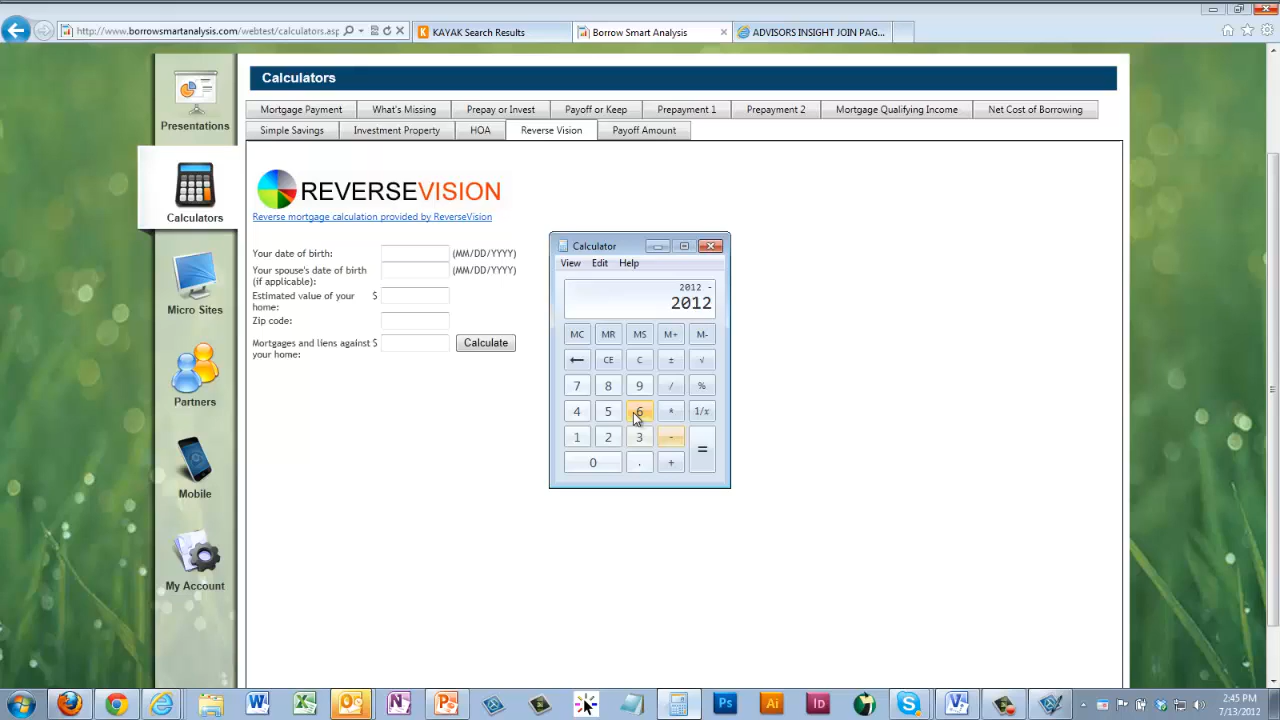 http://www.borrowsmartanalysis.com/webtest/calculators.asp
KAYAK Search Results
Borrow Smart Analysis
ADVISORS INSIGHT JOIN PAG...
Calculators
Mortgage Payment
What's Missing
Prepay or Invest
Payoff or Keep
Prepayment 1
Prepayment 2
Mortgage Qualifying Income
Net Cost of Borrowing
Simple Savings
Investment Property
HOA
Reverse Vision
Payoff Amount
Presentations
Calculators
Micro Sites
Partners
Mobile
My Account
REVERSEVISION
Reverse mortgage calculation provided by ReverseVision
Your date of birth:
(MM/DD/YYYY)
Your spouse's date of birth
(if applicable):
(MM/DD/YYYY)
Estimated value of your
home:
$
Zip code:
Mortgages and liens against
your home:
$
Calculate
Calculator
View Edit Help
2012 -
2012
MC MR MS M+ M-
← CE C ± √
7 8 9 / %
4 5 6 * 1/x
1 2 3 - =
0 . +
W
X
O
N
P
Ps
Ai
Id
S
V
2:45 PM
7/13/2012